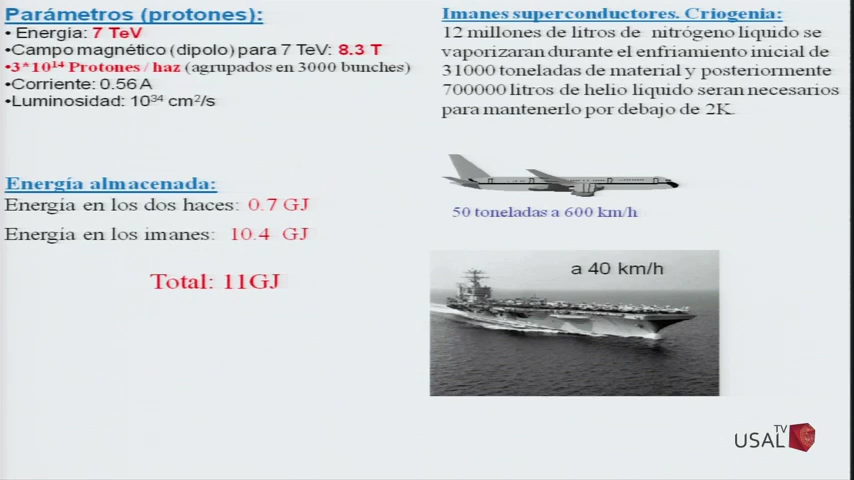 Parámetros (protones):
• Energía: 7 TeV
•Campo magnético (dipolo) para 7 TeV: 8.3 T
•3*10¹⁴ Protones / haz (agrupados en 3000 bunches)
•Corriente: 0.56 A
•Luminosidad: 10³⁴ cm²/s
Energía almacenada:
Energía en los dos haces: 0.7 GJ
Energía en los imanes: 10.4 GJ
Total: 11GJ
Imanes superconductores. Criogenia:
12 millones de litros de nitrógeno líquido se
vaporizaran durante el enfriamiento inicial de
31000 toneladas de material y posteriormente
700000 litros de helio líquido seran necesarios
para mantenerlo por debajo de 2K.
50 toneladas a 600 km/h
a 40 km/h
USAL TV